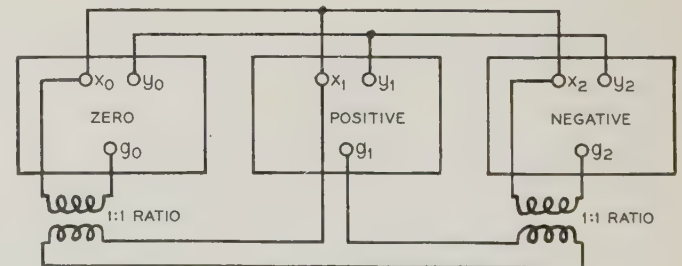 x₀ y₀ x₁ y₁ x₂ y₂
ZERO POSITIVE NEGATIVE
g₀ g₁ g₂
1:1 RATIO 1:1 RATIO